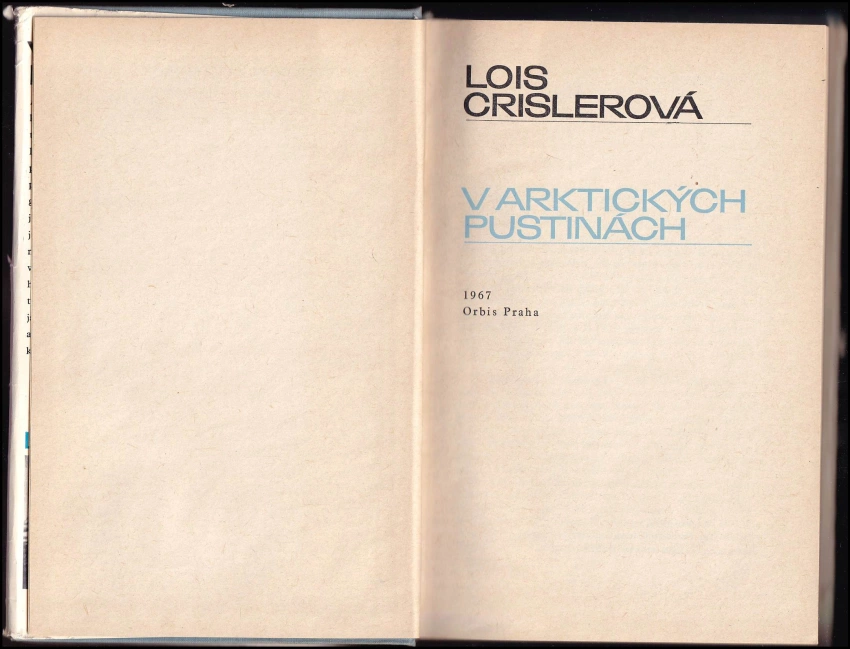 LOIS
CRISLEROVÁ
V ARKTICKÝCH
PUSTINÁCH
1967
Orbis Praha